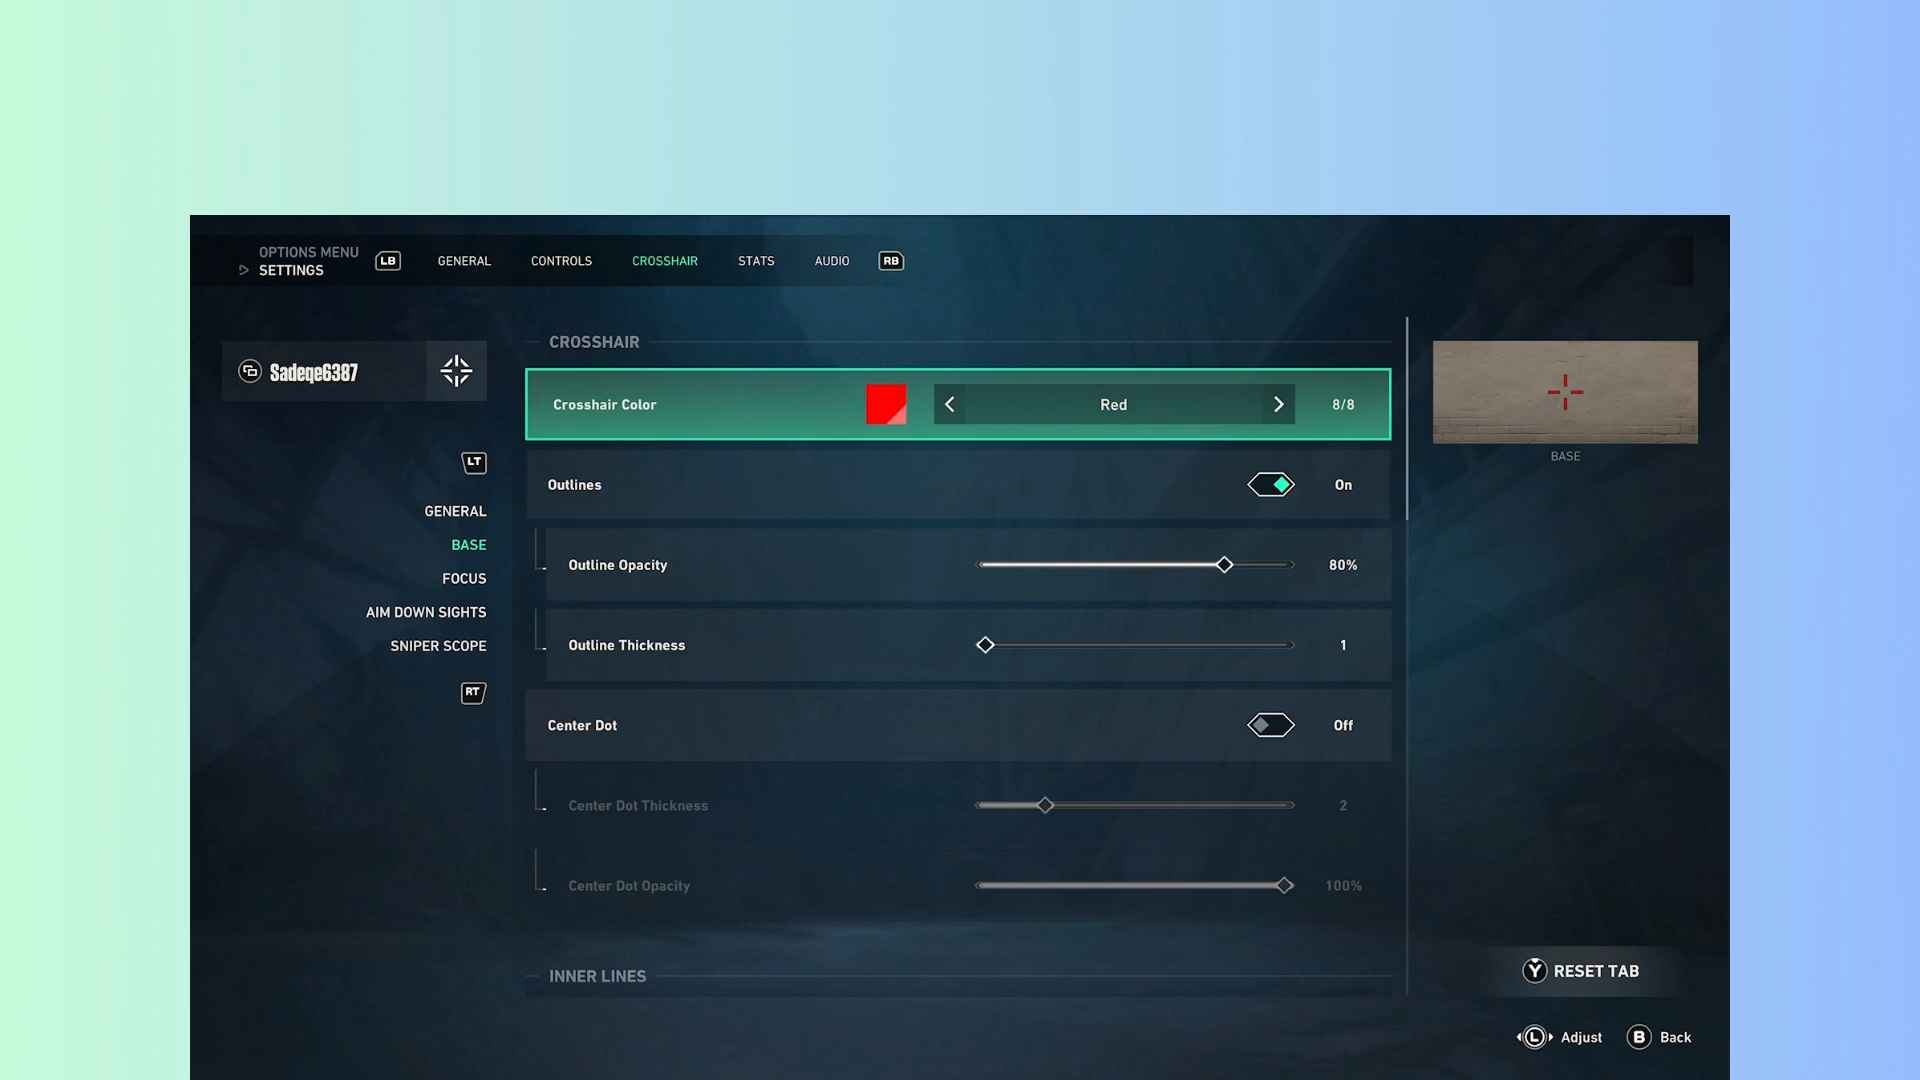 OPTIONS MENU
SETTINGS
LB
GENERAL
CONTROLS
CROSSHAIR
STATS
AUDIO
RB
Sadeqe6387
LT
GENERAL
BASE
FOCUS
AIM DOWN SIGHTS
SNIPER SCOPE
RT
CROSSHAIR
Crosshair Color Red 8/8
Outlines On
Outline Opacity 80%
Outline Thickness 1
Center Dot Off
Center Dot Thickness 2
Center Dot Opacity 100%
INNER LINES
BASE
Y RESET TAB
L Adjust B Back